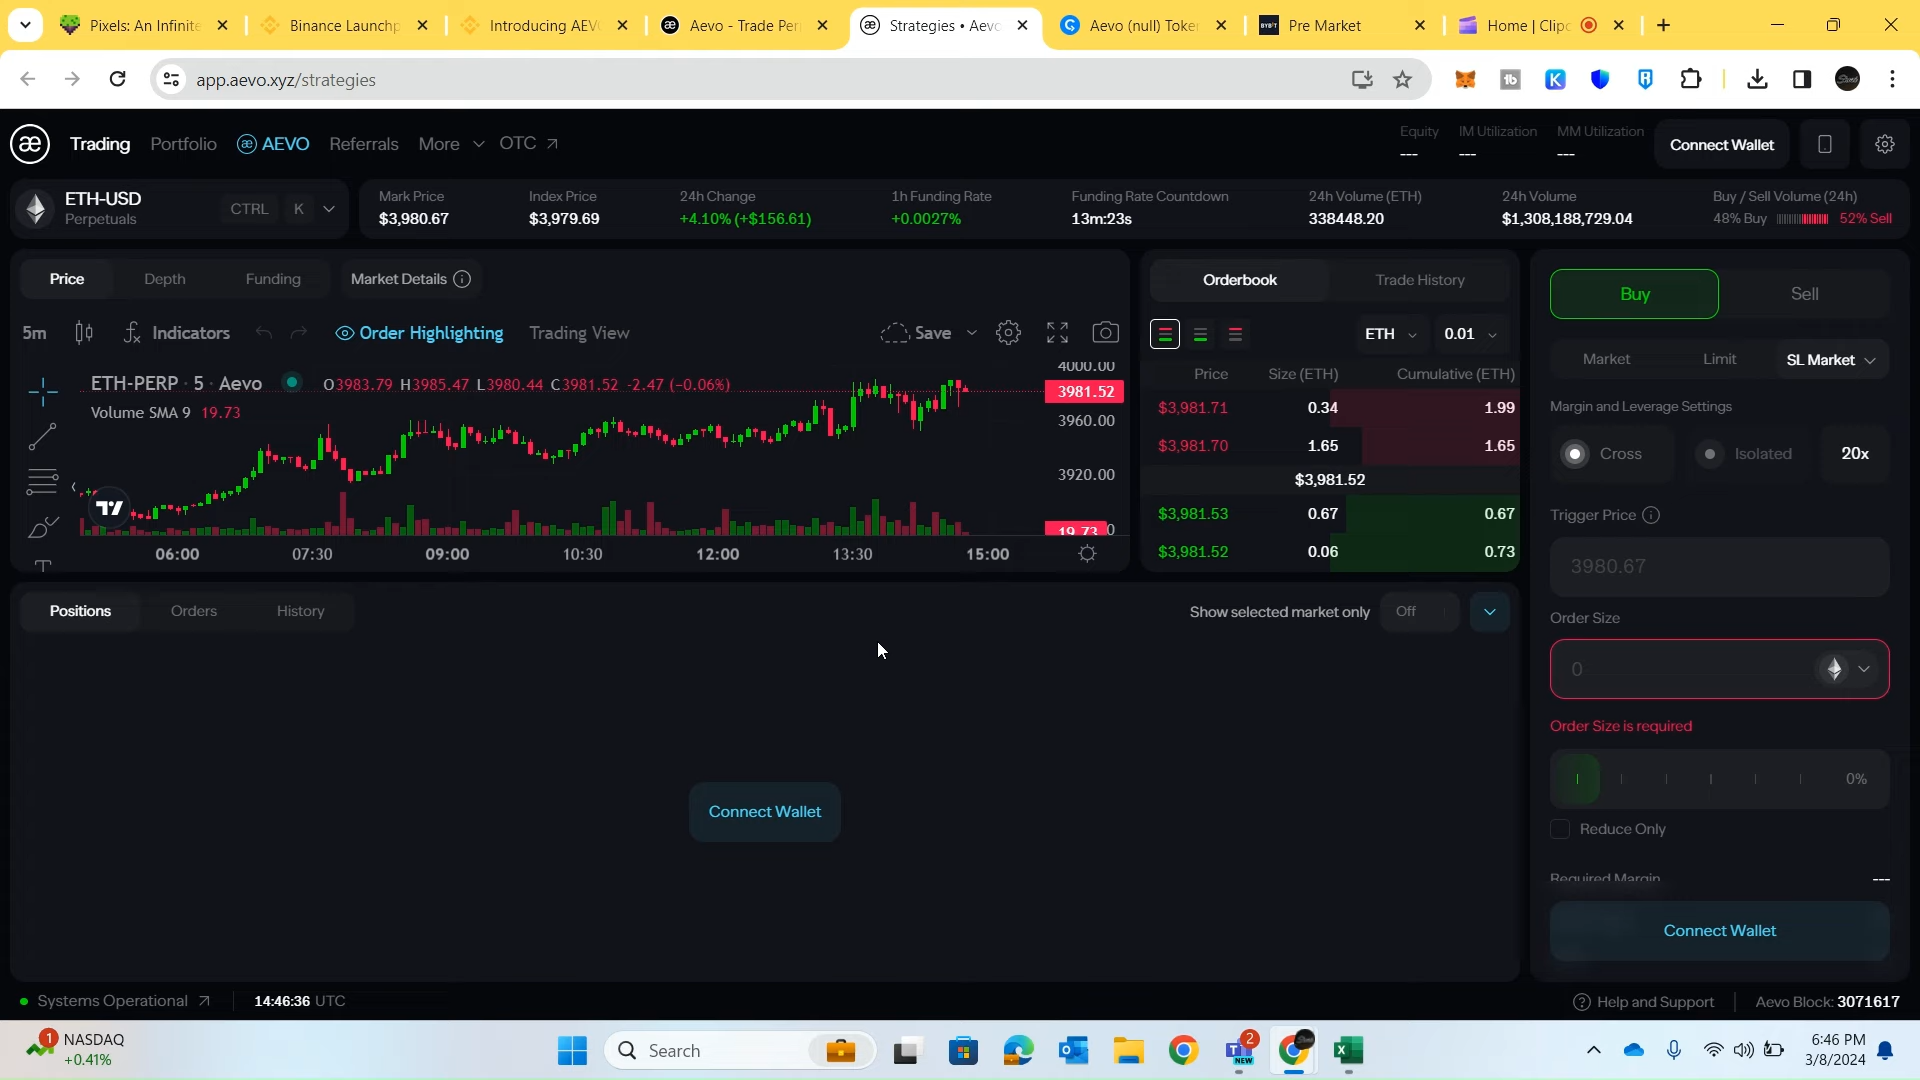 Pixels: An Infinite
Binance Launchp
Introducing AEV
Aevo - Trade Per
Strategies • Aevo
Aevo (null) Toke
Pre Market
Home | Clipc
app.aevo.xyz/strategies
Trading Portfolio AEVO Referrals More OTC
Equity IM Utilization MM Utilization
--- --- ---
Connect Wallet
ETH-USD
Perpetuals
CTRL K
Mark Price Index Price 24h Change 1h Funding Rate Funding Rate Countdown 24h Volume (ETH) 24h Volume Buy / Sell Volume (24h)
$3,980.67 $3,979.69 +4.10% (+$156.61) +0.0027% 13m:23s 338448.20 $1,308,188,729.04 48% Buy 52% Sell
Price Depth Funding Market Details
5m Indicators Order Highlighting Trading View Save
ETH-PERP · 5 · Aevo O3983.79 H3985.47 L3980.44 C3981.52 -2.47 (-0.06%)
Volume SMA 9 19.73
4000.00
3981.52
3960.00
3920.00
19.73
06:00 07:30 09:00 10:30 12:00 13:30 15:00
Orderbook Trade History
ETH 0.01
Price Size (ETH) Cumulative (ETH)
$3,981.71 0.34 1.99
$3,981.70 1.65 1.65
$3,981.52
$3,981.53 0.67 0.67
$3,981.52 0.06 0.73
Buy Sell
Market Limit SL Market
Margin and Leverage Settings
Cross Isolated 20x
Trigger Price
3980.67
Order Size
0
Order Size is required
0%
Reduce Only
Required Margin ---
Connect Wallet
Positions Orders History
Show selected market only Off
Connect Wallet
Systems Operational 14:46:36 UTC
Help and Support Aevo Block: 3071617
1 NASDAQ
+0.41%
Search
2
NEW
6:46 PM
3/8/2024